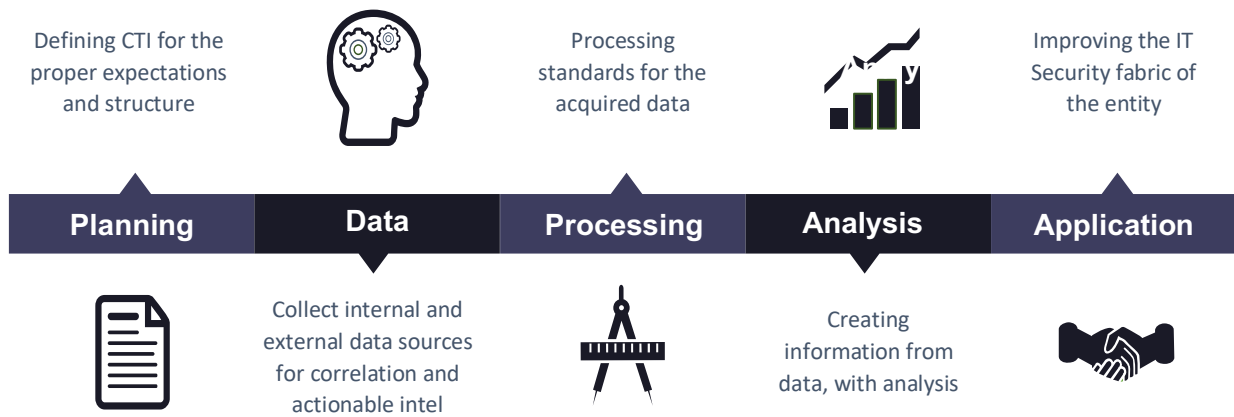 Defining CTI for the
proper expectations
and structure
Processing
standards for the
acquired data
Improving the IT
Security fabric of
the entity
Planning
Data
Processing
Analysis
Application
Collect internal and
external data sources
for correlation and
actionable intel
Creating
information from
data, with analysis